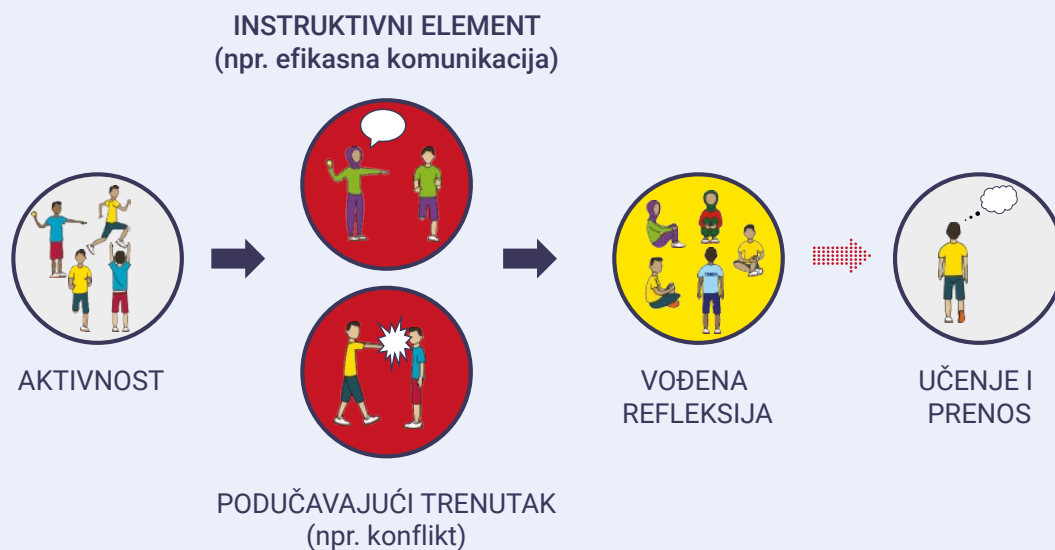 INSTRUKTIVNI ELEMENT
(npr. efikasna komunikacija)
AKTIVNOST
PODUČAVAJUĆI TRENUTAK
(npr. konflikt)
VOĐENA
REFLEKSIJA
UČENJE I
PRENOS